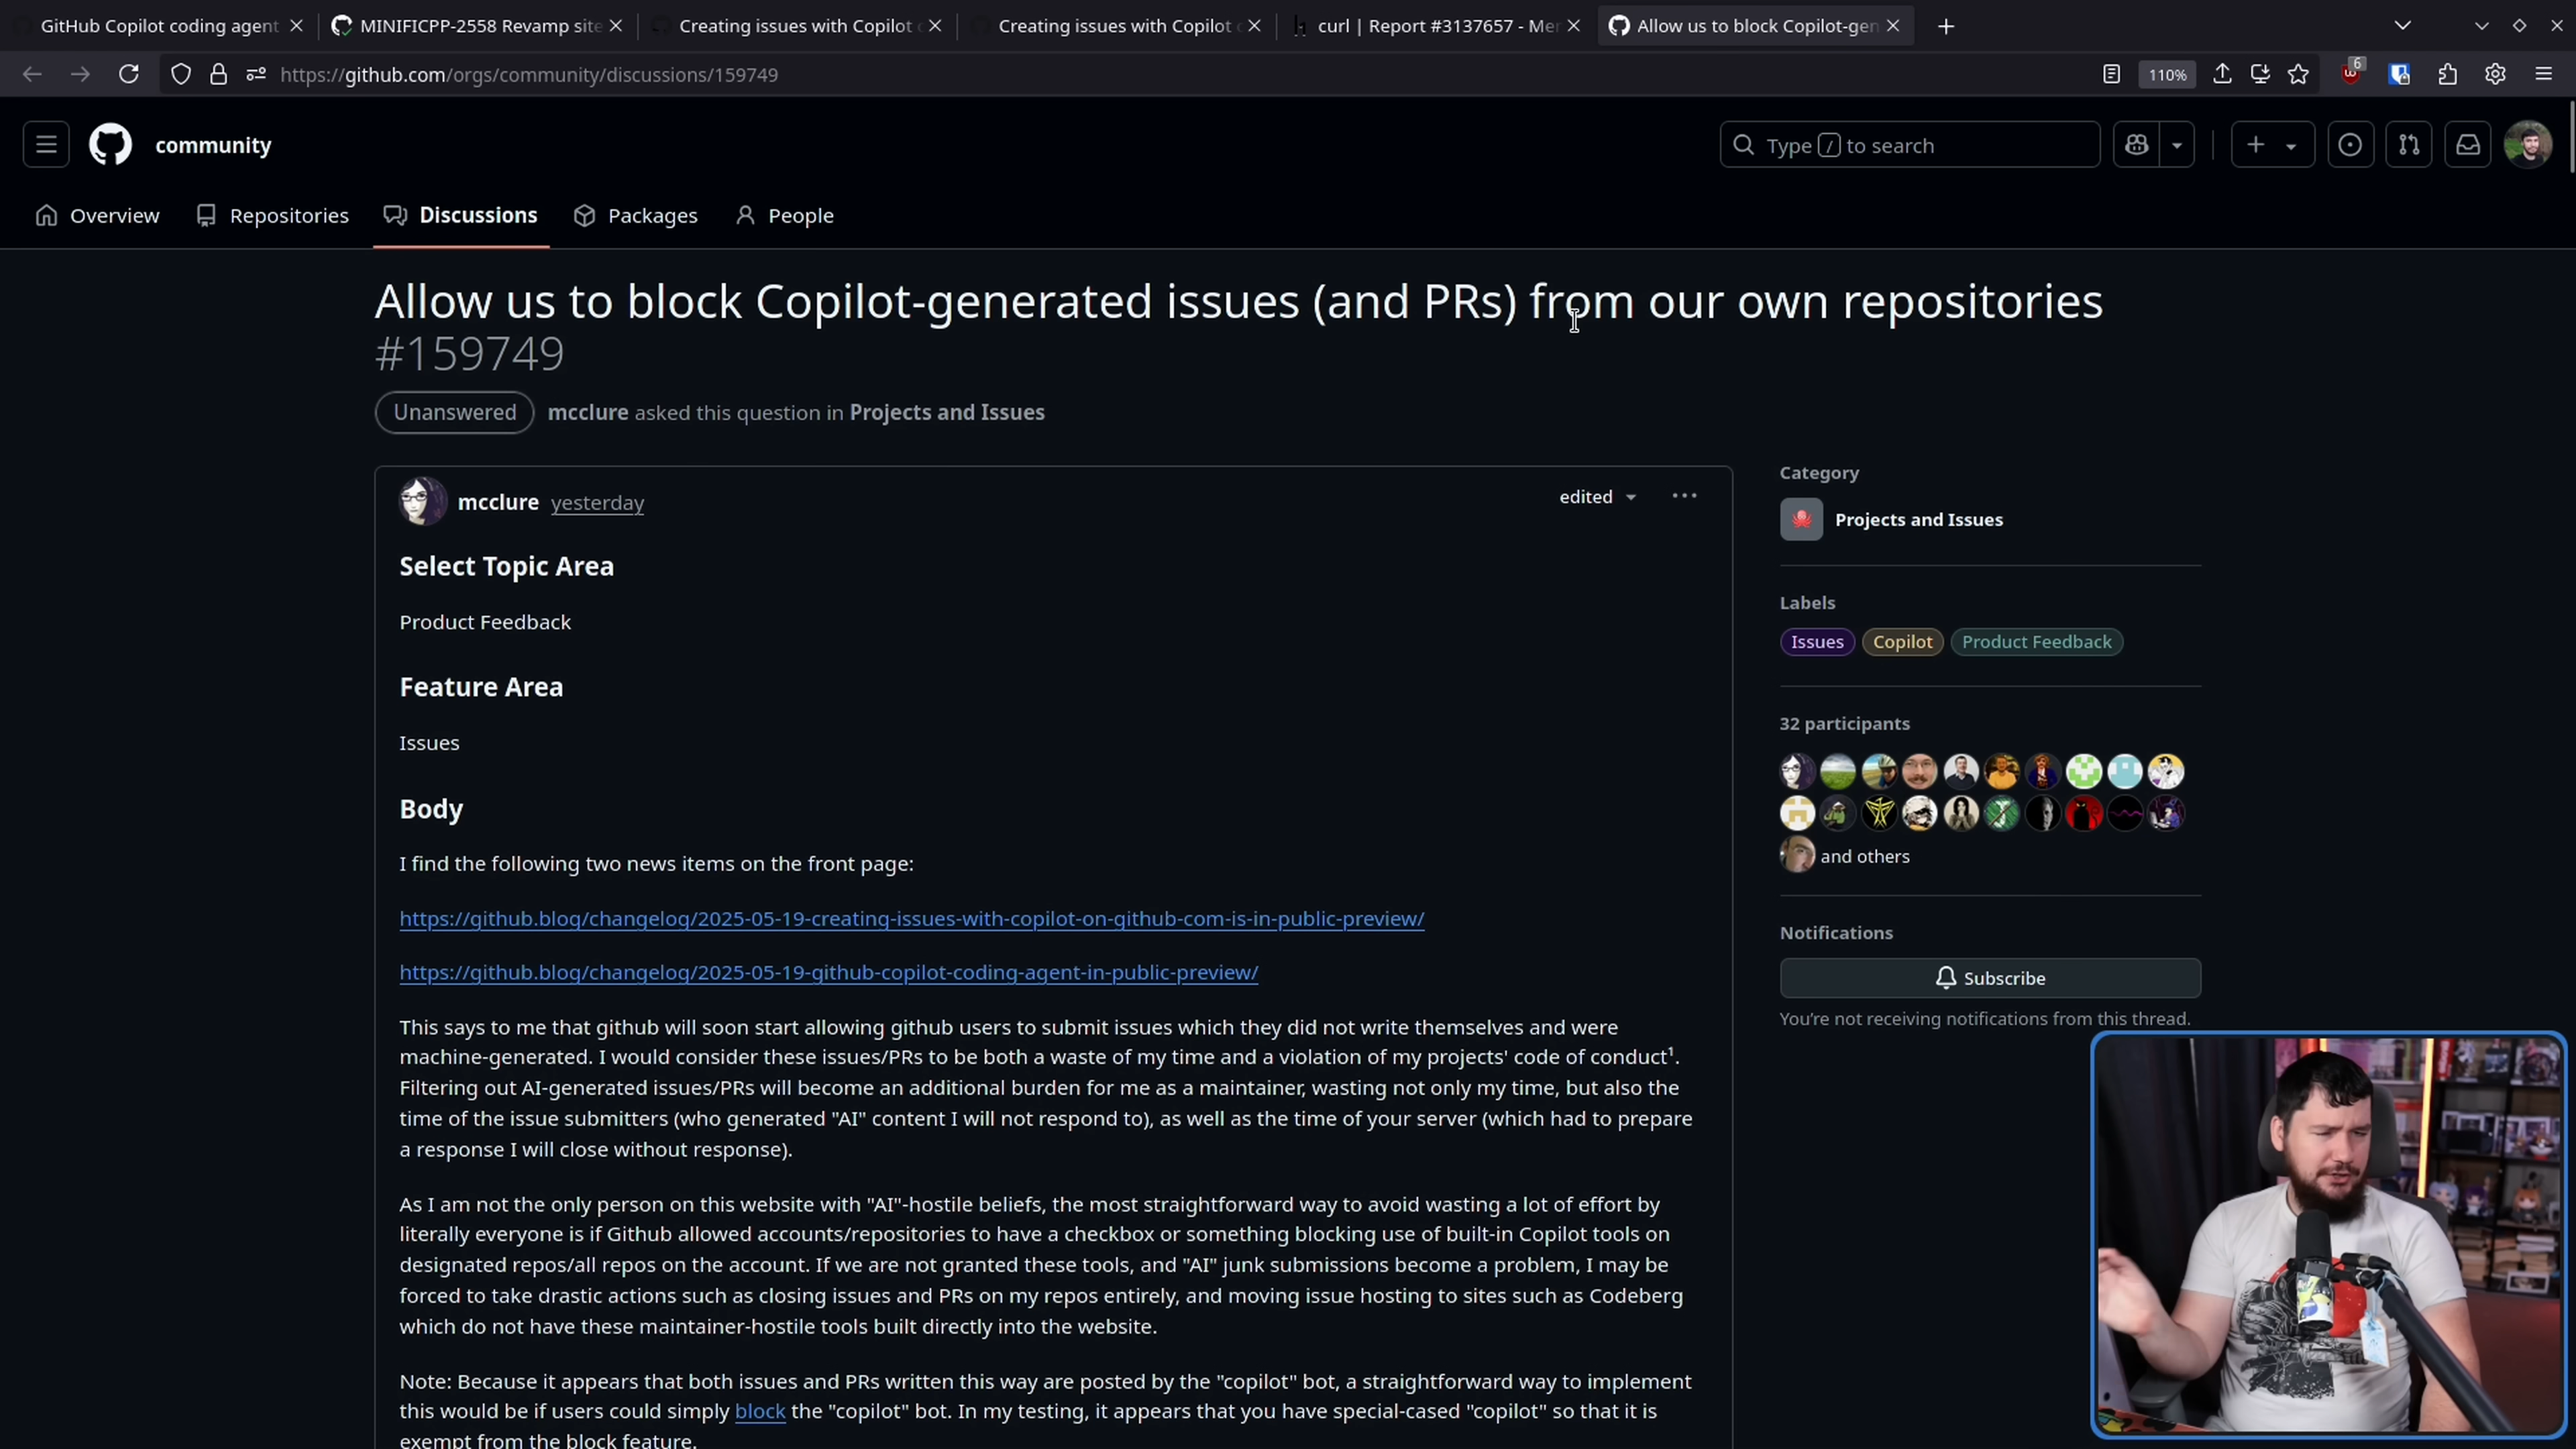 GitHub Copilot coding agent
MINIFICPP-2558 Revamp site
Creating issues with Copilot
Creating issues with Copilot
curl | Report #3137657 - Mer
Allow us to block Copilot-gen
https://github.com/orgs/community/discussions/159749
110%
6
community
Type / to search
Overview
Repositories
Discussions
Packages
People
Allow us to block Copilot-generated issues (and PRs) from our own repositories
#159749
Unanswered
mcclure asked this question in Projects and Issues
mcclure yesterday
edited
Select Topic Area
Product Feedback
Feature Area
Issues
Body
I find the following two news items on the front page:
https://github.blog/changelog/2025-05-19-creating-issues-with-copilot-on-github-com-is-in-public-preview/
https://github.blog/changelog/2025-05-19-github-copilot-coding-agent-in-public-preview/
This says to me that github will soon start allowing github users to submit issues which they did not write themselves and were
machine-generated. I would consider these issues/PRs to be both a waste of my time and a violation of my projects' code of conduct¹.
Filtering out AI-generated issues/PRs will become an additional burden for me as a maintainer, wasting not only my time, but also the
time of the issue submitters (who generated "AI" content I will not respond to), as well as the time of your server (which had to prepare
a response I will close without response).
As I am not the only person on this website with "AI"-hostile beliefs, the most straightforward way to avoid wasting a lot of effort by
literally everyone is if Github allowed accounts/repositories to have a checkbox or something blocking use of built-in Copilot tools on
designated repos/all repos on the account. If we are not granted these tools, and "AI" junk submissions become a problem, I may be
forced to take drastic actions such as closing issues and PRs on my repos entirely, and moving issue hosting to sites such as Codeberg
which do not have these maintainer-hostile tools built directly into the website.
Note: Because it appears that both issues and PRs written this way are posted by the "copilot" bot, a straightforward way to implement
this would be if users could simply block the "copilot" bot. In my testing, it appears that you have special-cased "copilot" so that it is
exempt from the block feature.
Category
Projects and Issues
Labels
Issues
Copilot
Product Feedback
32 participants
and others
Notifications
Subscribe
You're not receiving notifications from this thread.